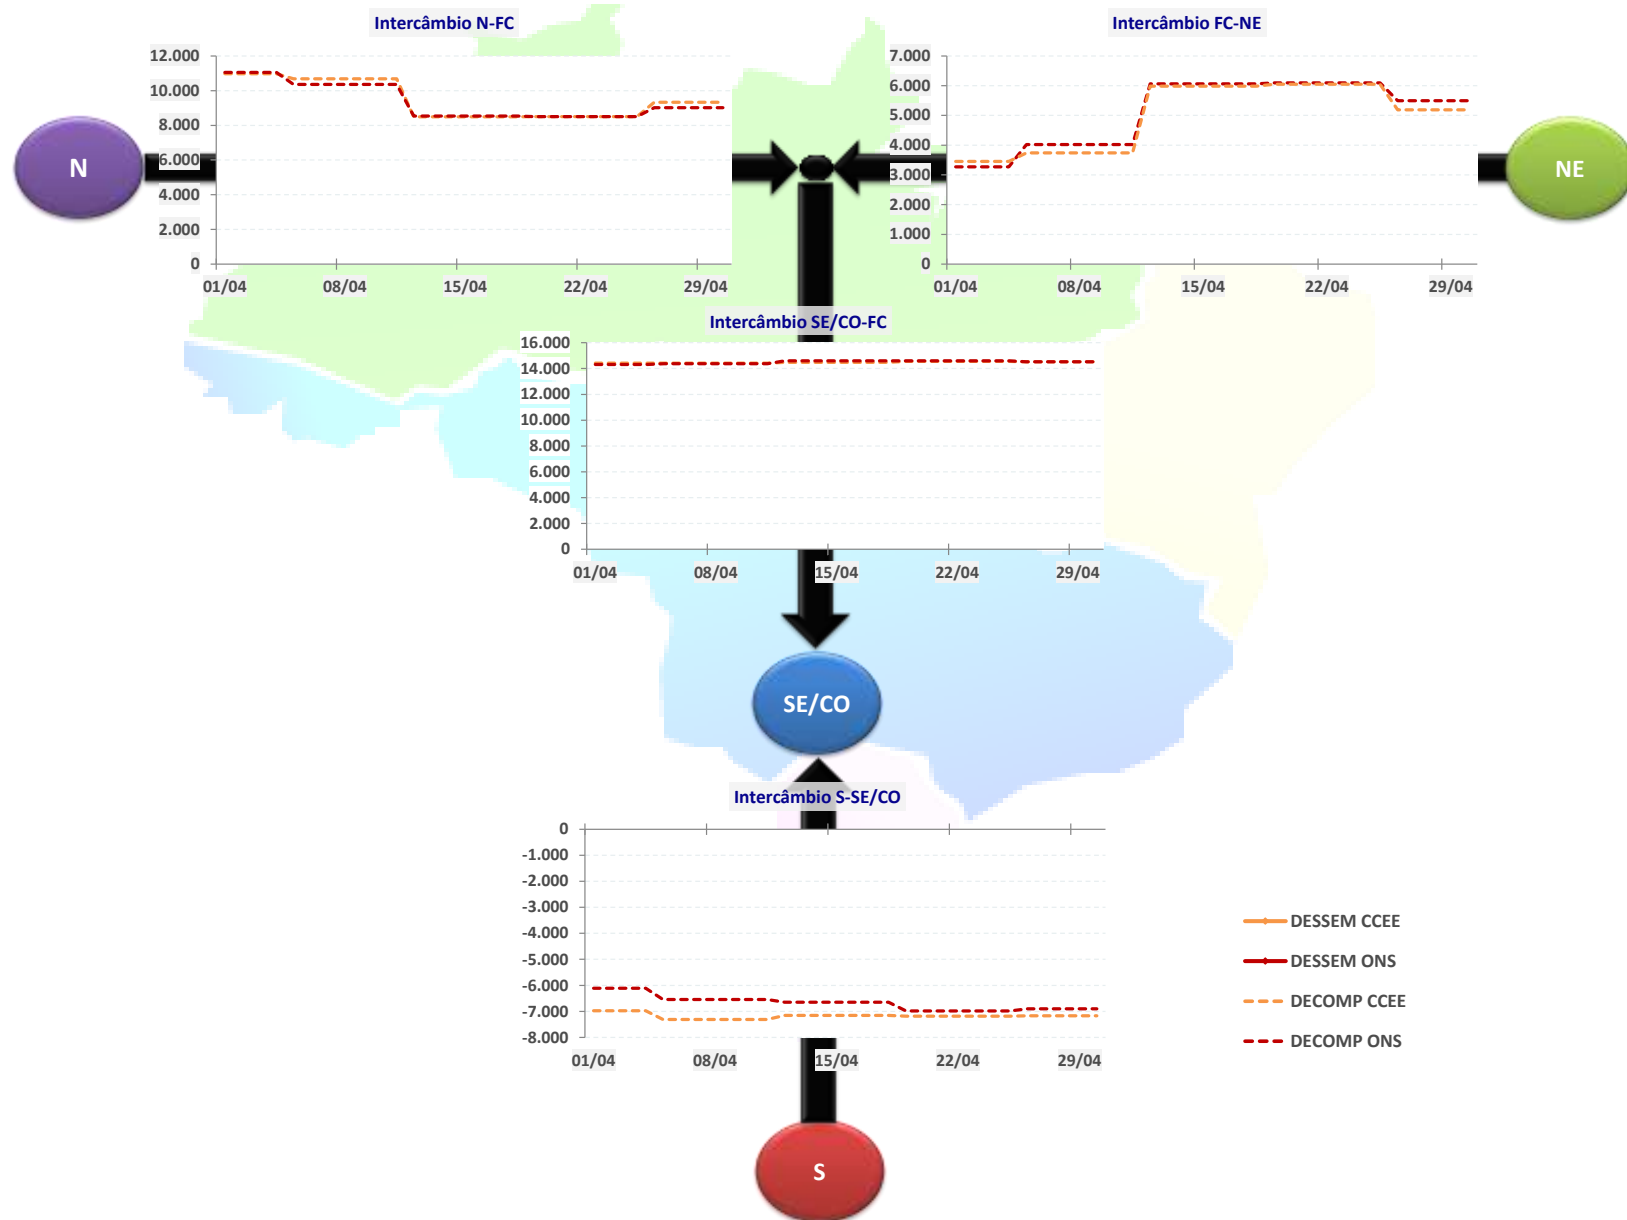 Intercâmbio N-FC
12.000
10.000
8.000
6.000
4.000
2.000
0
01/04 08/04 15/04 22/04 29/04
Intercâmbio FC-NE
7.000
6.000
5.000
4.000
3.000
2.000
1.000
0
01/04 08/04 15/04 22/04 29/04
N
NE
Intercâmbio SE/CO-FC
16.000
14.000
12.000
10.000
8.000
6.000
4.000
2.000
0
01/04 08/04 15/04 22/04 29/04
SE/CO
Intercâmbio S-SE/CO
0
-1.000
-2.000
-3.000
-4.000
-5.000
-6.000
-7.000
-8.000
01/04 08/04 15/04 22/04 29/04
DESSEM CCEE
DESSEM ONS
DECOMP CCEE
DECOMP ONS
S